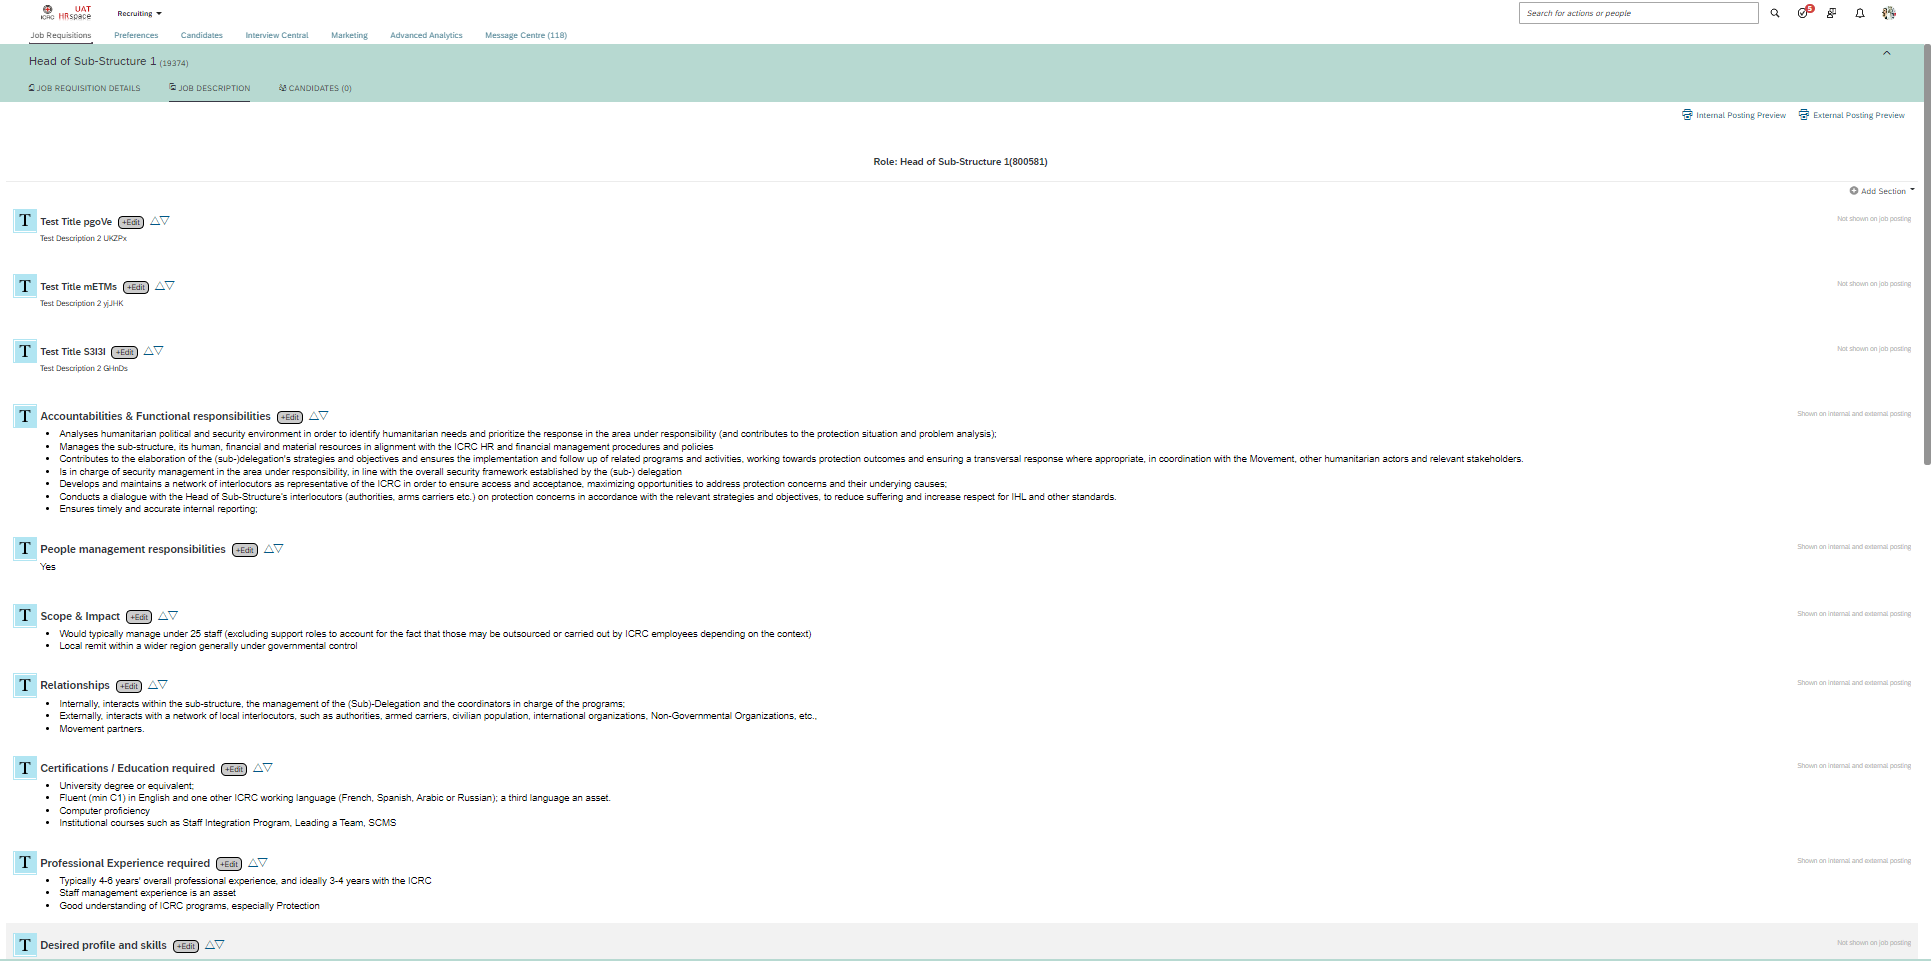 ICRC
UAT
HRspace
Recruiting
Search for actions or people
5
Job Requisitions
Preferences
Candidates
Interview Central
Marketing
Advanced Analytics
Message Centre (118)
Head of Sub-Structure 1 (19374)
JOB REQUISITION DETAILS
JOB DESCRIPTION
CANDIDATES (0)
Internal Posting Preview
External Posting Preview
Role: Head of Sub-Structure 1(800581)
Add Section
T Test Title pgoVe +Edit
Not shown on job posting
Test Description 2 UKZPx
T Test Title mETMs +Edit
Not shown on job posting
Test Description 2 yjJHK
T Test Title S3I3I +Edit
Not shown on job posting
Test Description 2 GHnDs
T Accountabilities & Functional responsibilities +Edit
Shown on internal and external posting
• Analyses humanitarian political and security environment in order to identify humanitarian needs and prioritize the response in the area under responsibility (and contributes to the protection situation and problem analysis);
• Manages the sub-structure, its human, financial and material resources in alignment with the ICRC HR and financial management procedures and policies
• Contributes to the elaboration of the (sub-)delegation's strategies and objectives and ensures the implementation and follow up of related programs and activities, working towards protection outcomes and ensuring a transversal response where appropriate, in coordination with the Movement, other humanitarian actors and relevant stakeholders.
• Is in charge of security management in the area under responsibility, in line with the overall security framework established by the (sub-) delegation
• Develops and maintains a network of interlocutors as representative of the ICRC in order to ensure access and acceptance, maximizing opportunities to address protection concerns and their underlying causes;
• Conducts a dialogue with the Head of Sub-Structure's interlocutors (authorities, arms carriers etc.) on protection concerns in accordance with the relevant strategies and objectives, to reduce suffering and increase respect for IHL and other standards.
• Ensures timely and accurate internal reporting;
T People management responsibilities +Edit
Shown on internal and external posting
Yes
T Scope & Impact +Edit
Shown on internal and external posting
• Would typically manage under 25 staff (excluding support roles to account for the fact that those may be outsourced or carried out by ICRC employees depending on the context)
• Local remit within a wider region generally under governmental control
T Relationships +Edit
Shown on internal and external posting
• Internally, interacts within the sub-structure, the management of the (Sub)-Delegation and the coordinators in charge of the programs;
• Externally, interacts with a network of local interlocutors, such as authorities, armed carriers, civilian population, international organizations, Non-Governmental Organizations, etc.,
• Movement partners.
T Certifications / Education required +Edit
Shown on internal and external posting
• University degree or equivalent;
• Fluent (min C1) in English and one other ICRC working language (French, Spanish, Arabic or Russian); a third language an asset.
• Computer proficiency
• Institutional courses such as Staff Integration Program, Leading a Team, SCMS
T Professional Experience required +Edit
Shown on internal and external posting
• Typically 4-6 years' overall professional experience, and ideally 3-4 years with the ICRC
• Staff management experience is an asset
• Good understanding of ICRC programs, especially Protection
T Desired profile and skills +Edit
Not shown on job posting